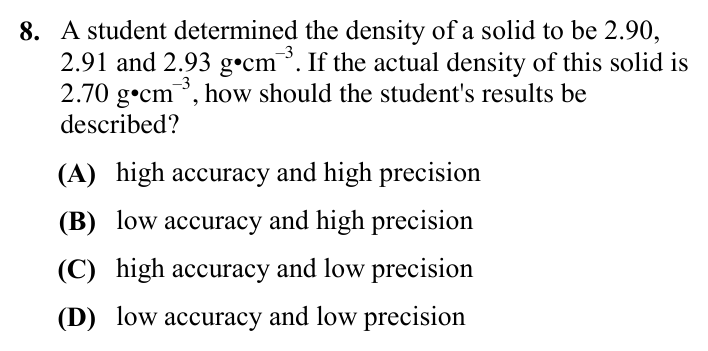 8. A student determined the density of a solid to be 2.90,
2.91 and 2.93 g•cm⁻³. If the actual density of this solid is
2.70 g•cm⁻³, how should the student's results be
described?
(A) high accuracy and high precision
(B) low accuracy and high precision
(C) high accuracy and low precision
(D) low accuracy and low precision